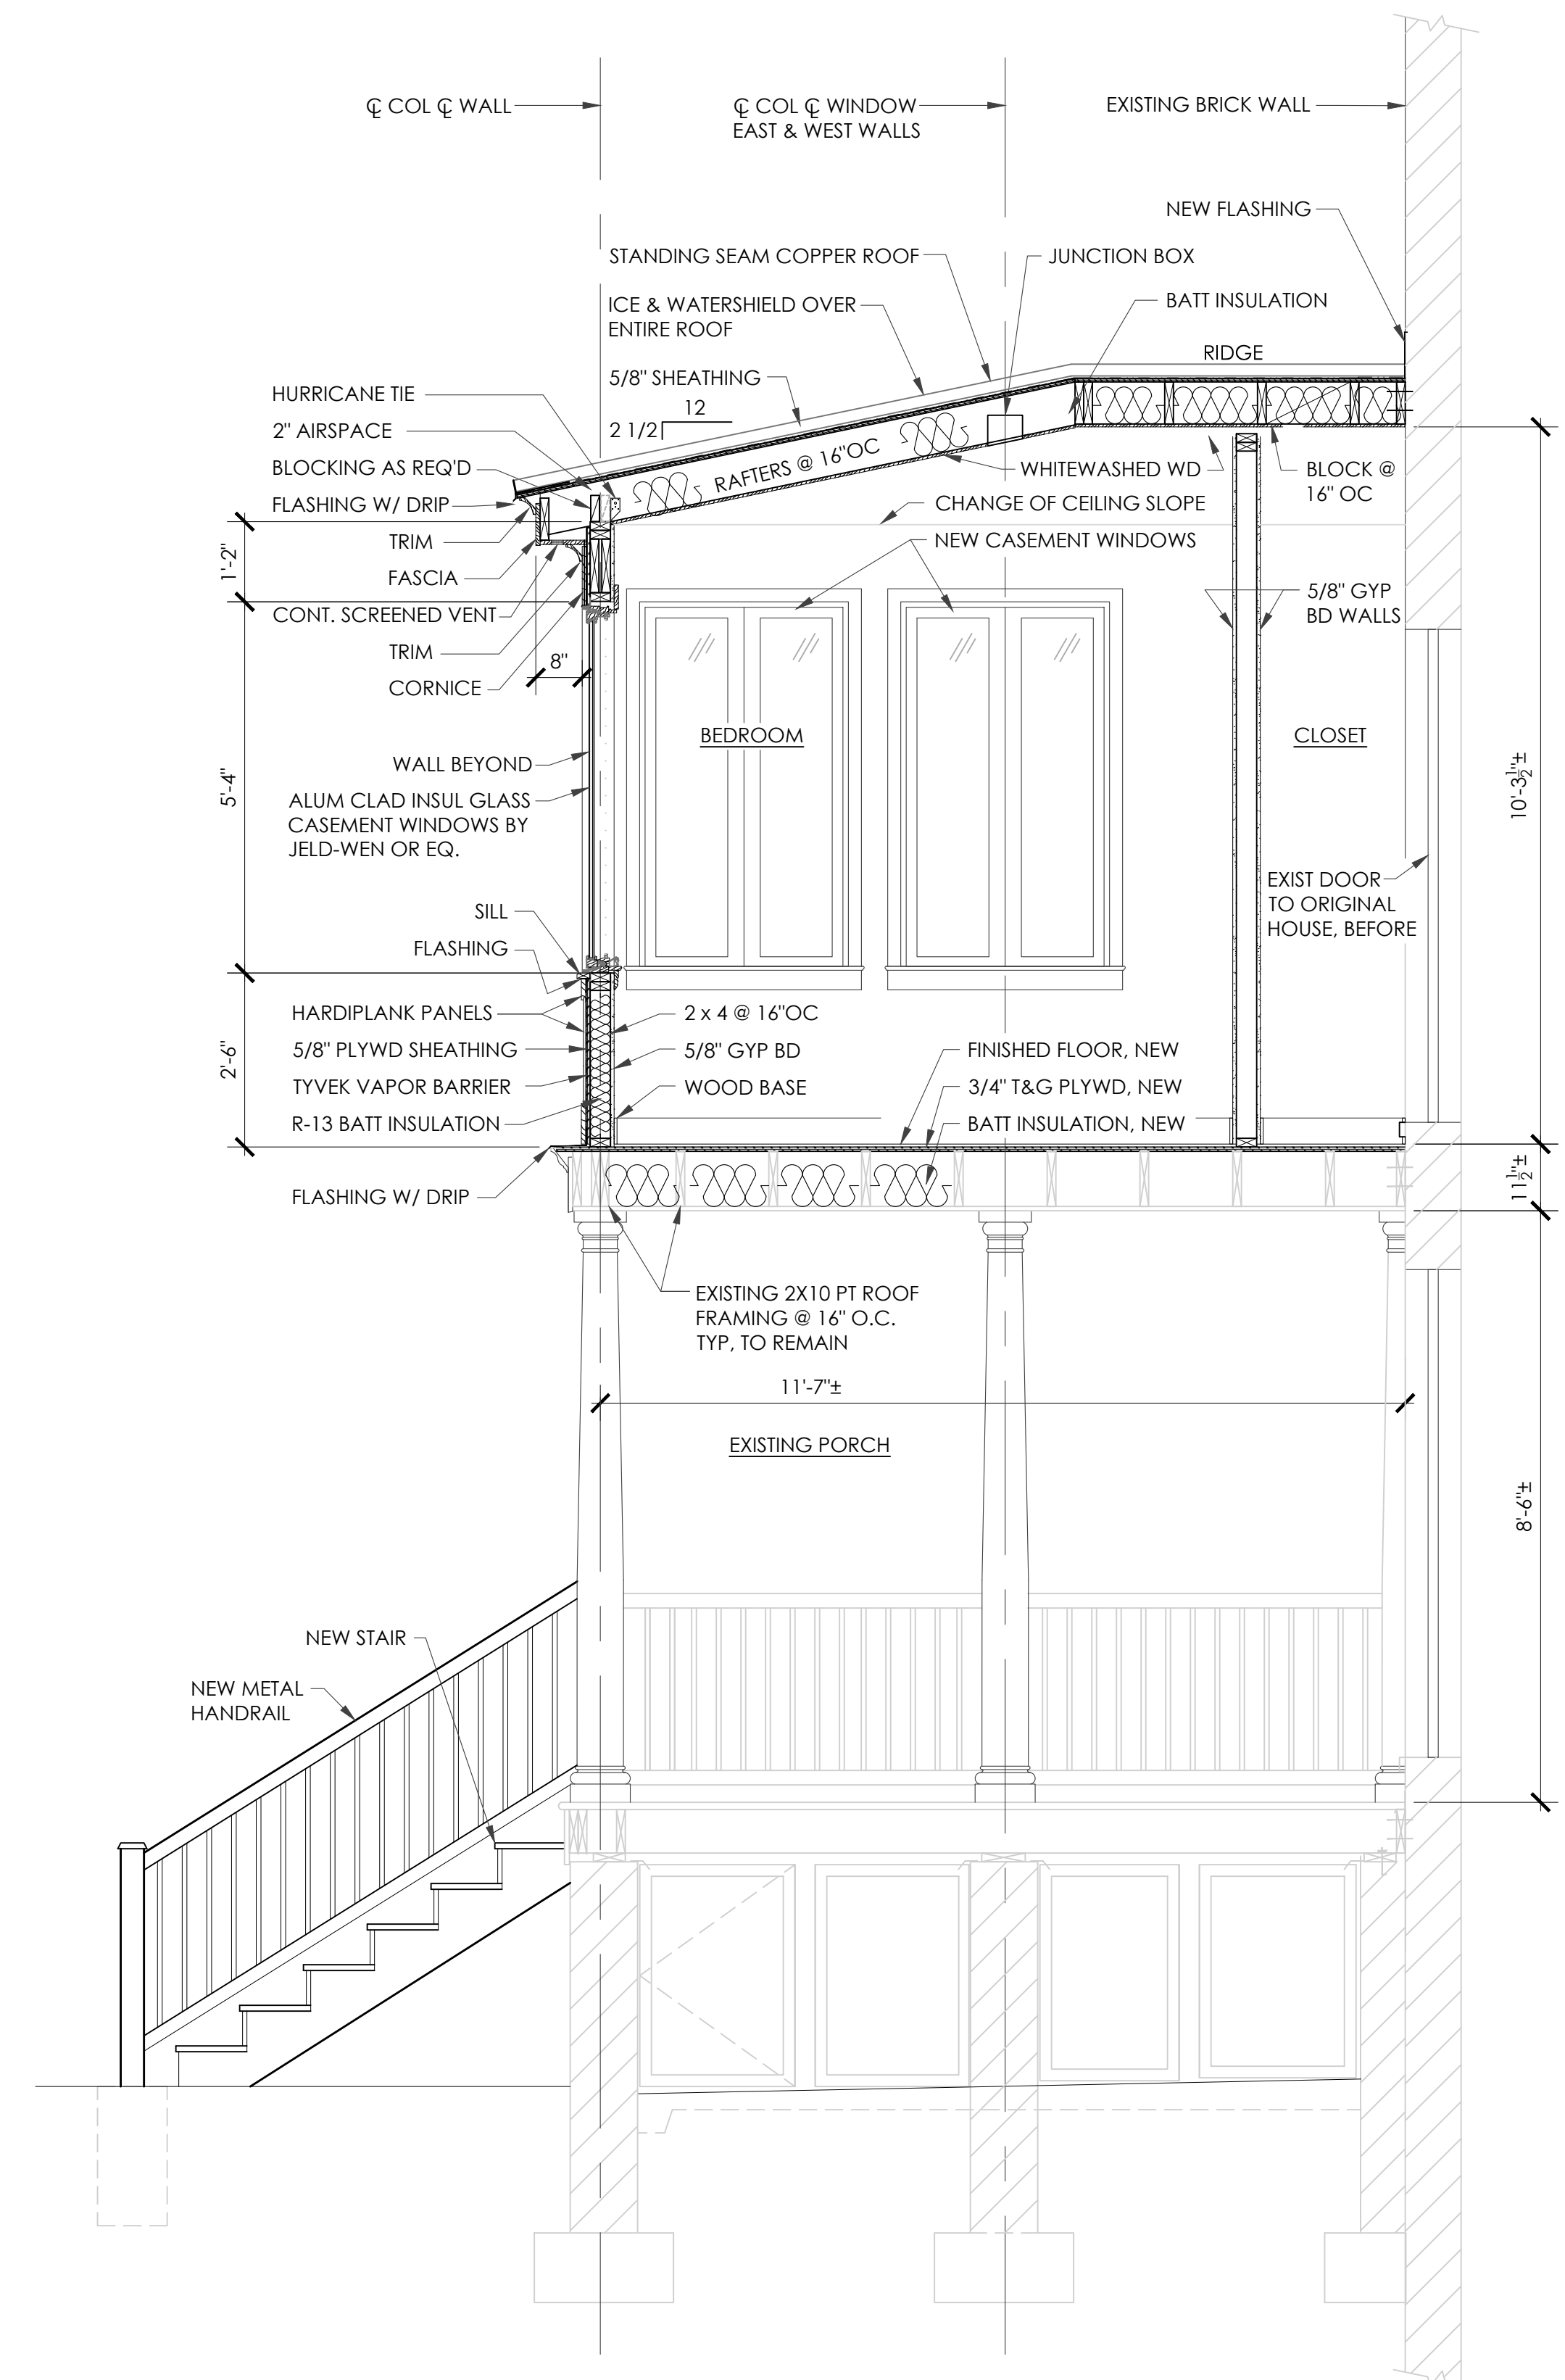 ℄ COL ℄ WALL
℄ COL ℄ WINDOW
EAST & WEST WALLS
EXISTING BRICK WALL
NEW FLASHING
STANDING SEAM COPPER ROOF
JUNCTION BOX
ICE & WATERSHIELD OVER
ENTIRE ROOF
BATT INSULATION
RIDGE
5/8" SHEATHING
12
2 1/2
HURRICANE TIE
2" AIRSPACE
BLOCKING AS REQ'D
FLASHING W/ DRIP
TRIM
FASCIA
CONT. SCREENED VENT
TRIM
CORNICE
8"
1'-2"
RAFTERS @ 16"OC
WHITEWASHED WD
BLOCK @
16" OC
CHANGE OF CEILING SLOPE
NEW CASEMENT WINDOWS
5/8" GYP
BD WALLS
BEDROOM
CLOSET
WALL BEYOND
ALUM CLAD INSUL GLASS
CASEMENT WINDOWS BY
JELD-WEN OR EQ.
5'-4"
10'-3 1/2"±
EXIST DOOR
TO ORIGINAL
HOUSE, BEFORE
SILL
FLASHING
HARDIPLANK PANELS
5/8" PLYWD SHEATHING
TYVEK VAPOR BARRIER
R-13 BATT INSULATION
2'-6"
2 x 4 @ 16"OC
5/8" GYP BD
WOOD BASE
FINISHED FLOOR, NEW
3/4" T&G PLYWD, NEW
BATT INSULATION, NEW
FLASHING W/ DRIP
11 1/2"±
EXISTING 2X10 PT ROOF
FRAMING @ 16" O.C.
TYP, TO REMAIN
11'-7"±
EXISTING PORCH
8'-6"±
NEW STAIR
NEW METAL
HANDRAIL